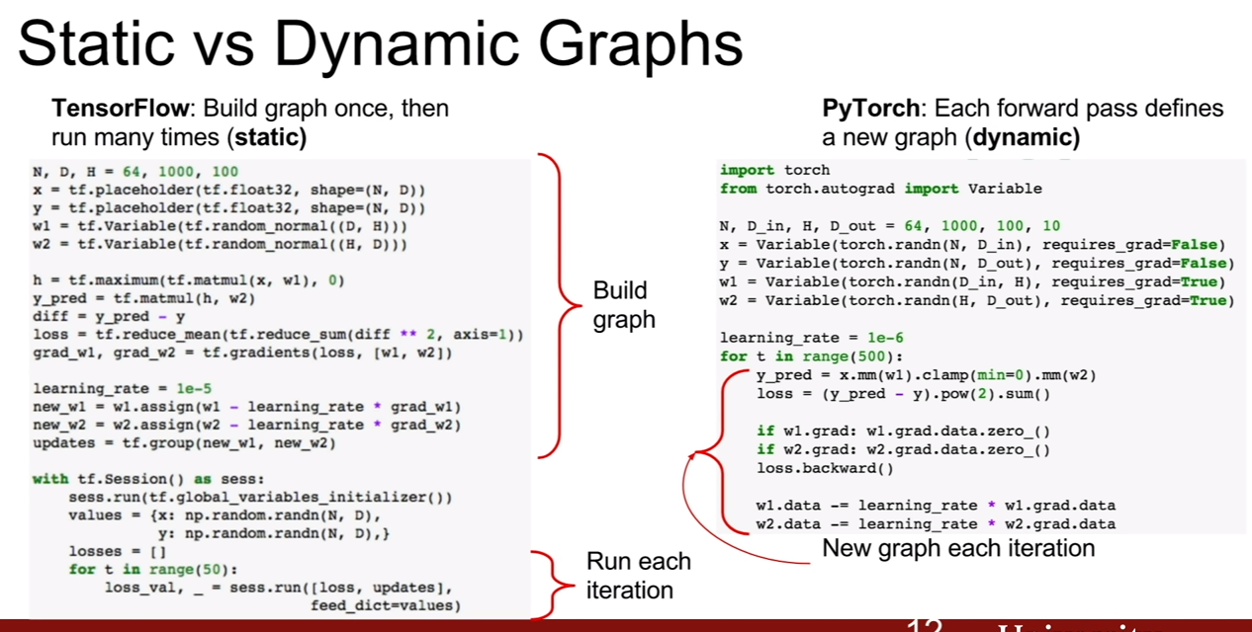 Static vs Dynamic Graphs
TensorFlow: Build graph once, then
run many times (static)
N, D, H = 64, 1000, 100
x = tf.placeholder(tf.float32, shape=(N, D))
y = tf.placeholder(tf.float32, shape=(N, D))
w1 = tf.Variable(tf.random_normal((D, H)))
w2 = tf.Variable(tf.random_normal((H, D)))
h = tf.maximum(tf.matmul(x, w1), 0)
y_pred = tf.matmul(h, w2)
diff = y_pred - y
loss = tf.reduce_mean(tf.reduce_sum(diff ** 2, axis=1))
grad_w1, grad_w2 = tf.gradients(loss, [w1, w2])
learning_rate = 1e-5
new_w1 = w1.assign(w1 - learning_rate * grad_w1)
new_w2 = w2.assign(w2 - learning_rate * grad_w2)
updates = tf.group(new_w1, new_w2)
with tf.Session() as sess:
    sess.run(tf.global_variables_initializer())
    values = {x: np.random.randn(N, D),
              y: np.random.randn(N, D),}
    losses = []
    for t in range(50):
        loss_val, _ = sess.run([loss, updates],
                               feed_dict=values)
Build
graph
Run each
iteration
PyTorch: Each forward pass defines
a new graph (dynamic)
import torch
from torch.autograd import Variable
N, D_in, H, D_out = 64, 1000, 100, 10
x = Variable(torch.randn(N, D_in), requires_grad=False)
y = Variable(torch.randn(N, D_out), requires_grad=False)
w1 = Variable(torch.randn(D_in, H), requires_grad=True)
w2 = Variable(torch.randn(H, D_out), requires_grad=True)
learning_rate = 1e-6
for t in range(500):
    y_pred = x.mm(w1).clamp(min=0).mm(w2)
    loss = (y_pred - y).pow(2).sum()
    if w1.grad: w1.grad.data.zero_()
    if w2.grad: w2.grad.data.zero_()
    loss.backward()
    w1.data -= learning_rate * w1.grad.data
    w2.data -= learning_rate * w2.grad.data
New graph each iteration